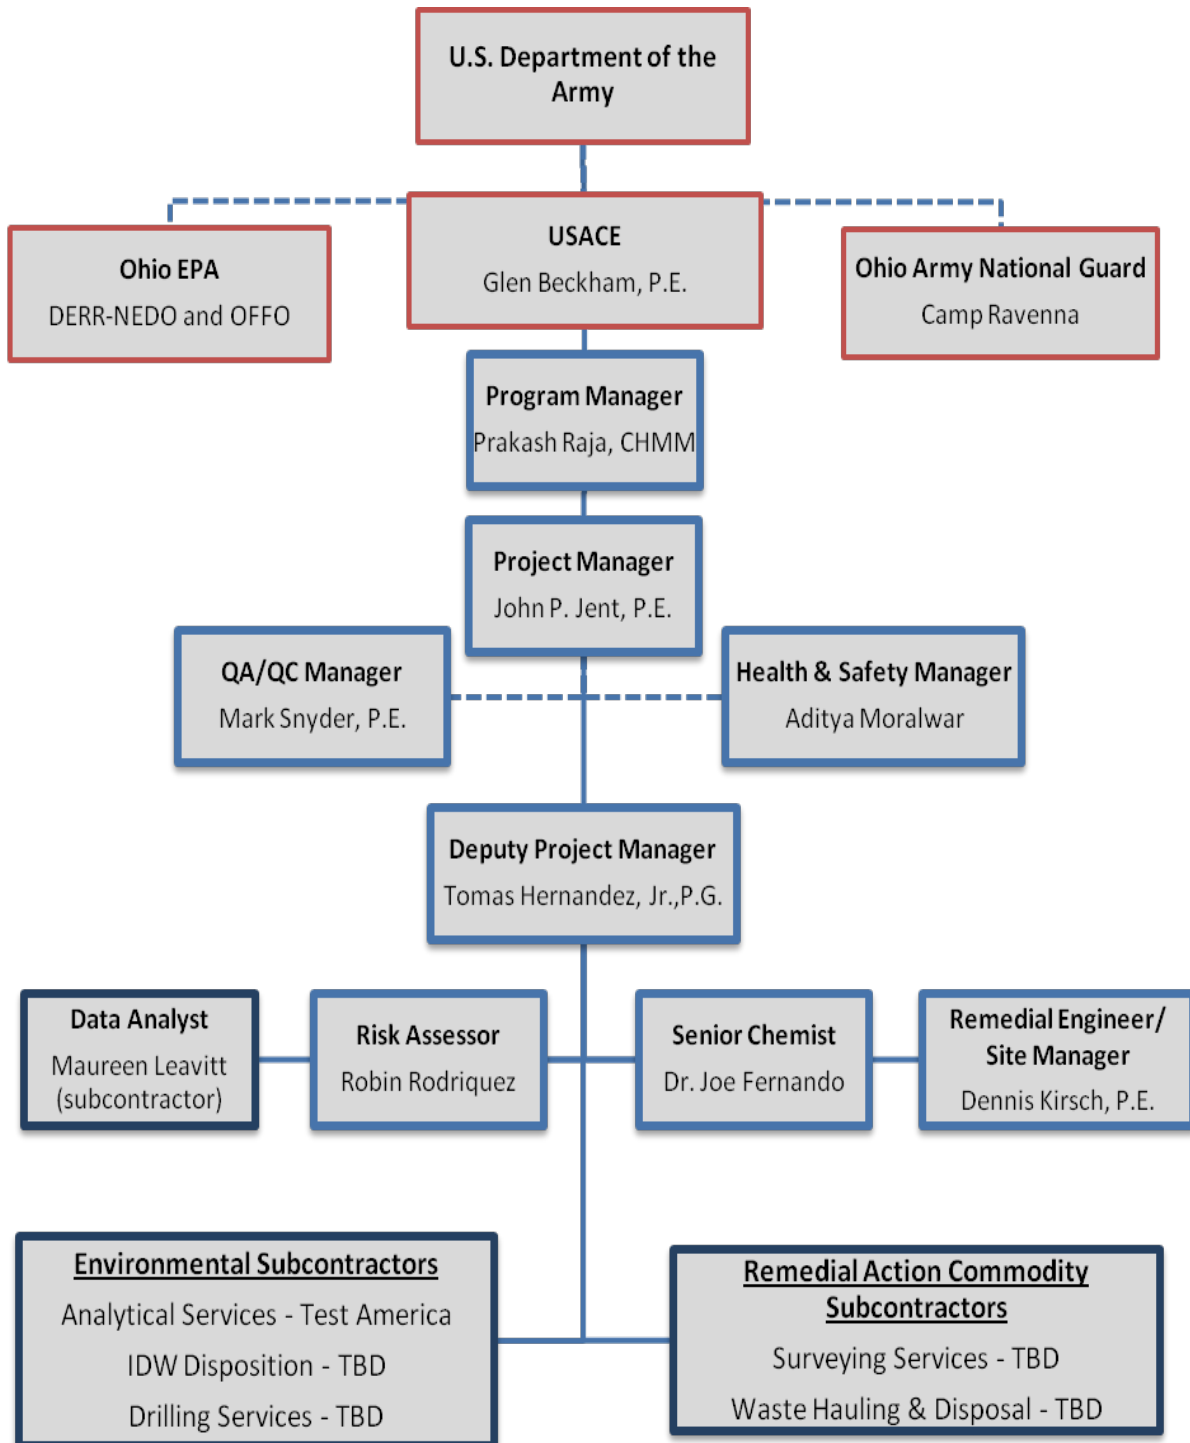 U.S. Department of the
Army
USACE
Glen Beckham, P.E.
Ohio EPA
DERR-NEDO and OFFO
Ohio Army National Guard
Camp Ravenna
Program Manager
Prakash Raja, CHMM
Project Manager
John P. Jent, P.E.
QA/QC Manager
Mark Snyder, P.E.
Health & Safety Manager
Aditya Moralwar
Deputy Project Manager
Tomas Hernandez, Jr.,P.G.
Data Analyst
Maureen Leavitt
(subcontractor)
Risk Assessor
Robin Rodriquez
Senior Chemist
Dr. Joe Fernando
Remedial Engineer/
Site Manager
Dennis Kirsch, P.E.
Environmental Subcontractors
Analytical Services - Test America
IDW Disposition - TBD
Drilling Services - TBD
Remedial Action Commodity
Subcontractors
Surveying Services - TBD
Waste Hauling & Disposal - TBD